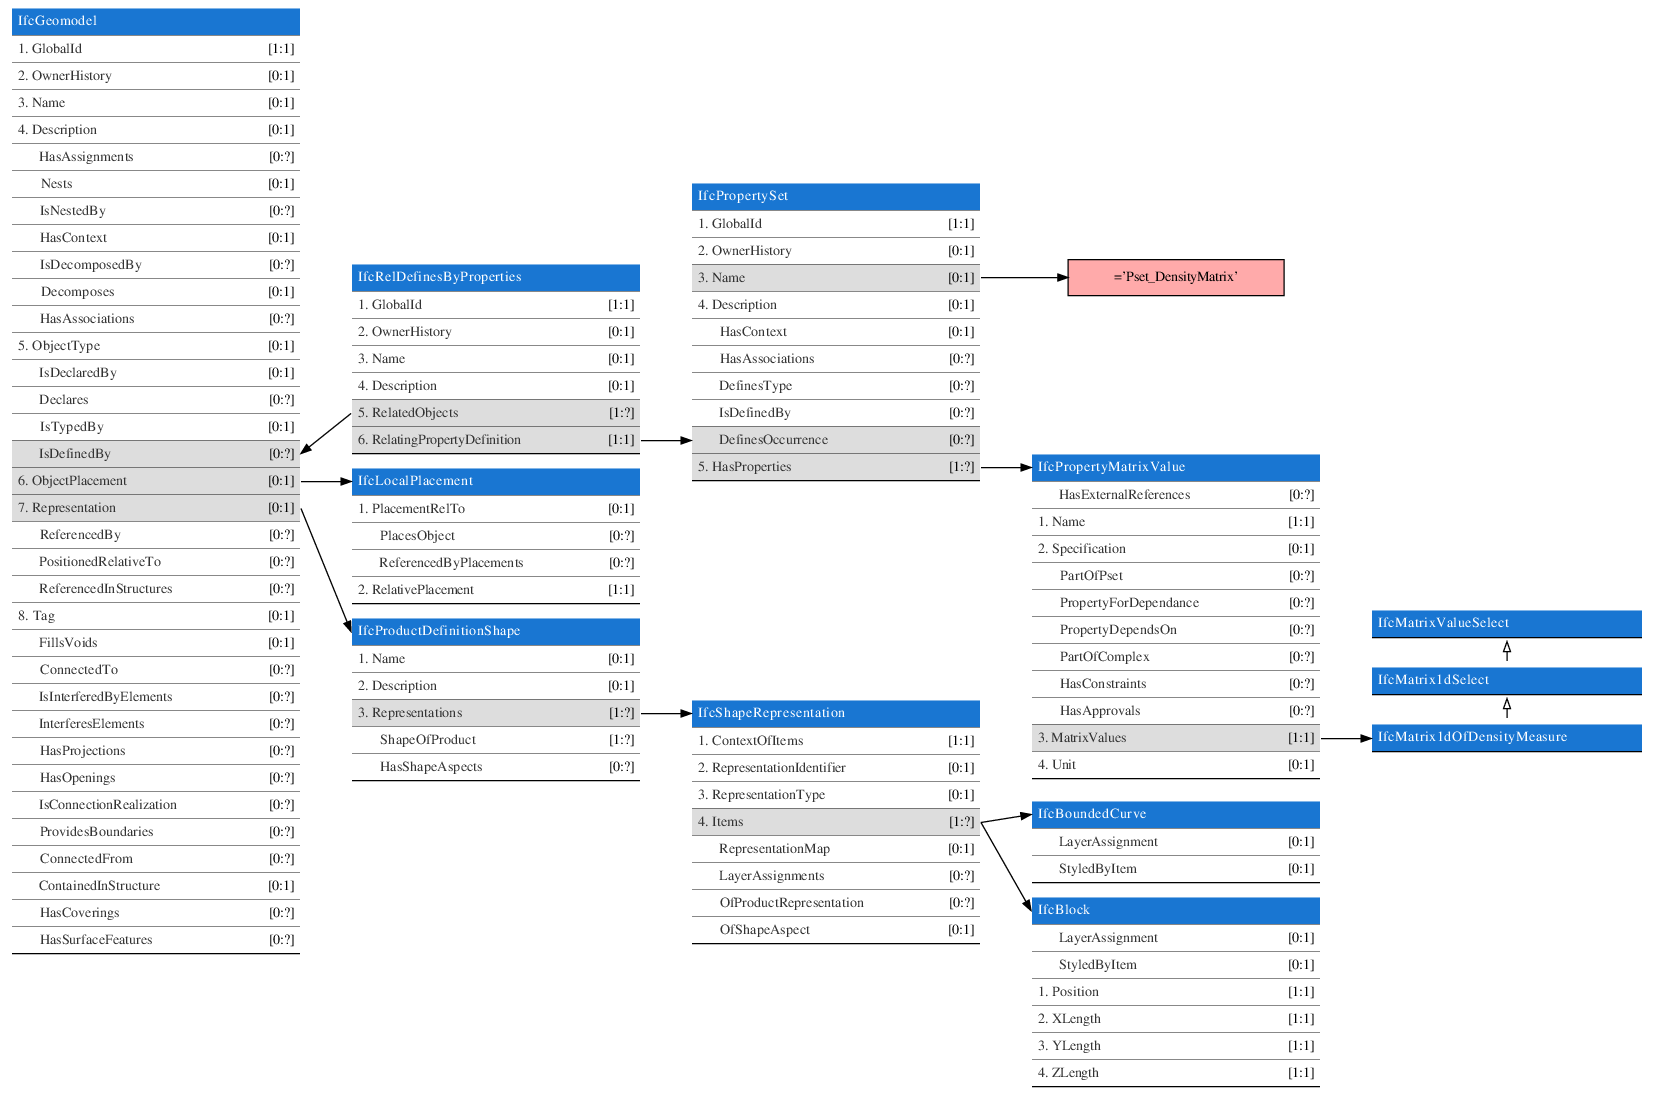 IfcGeomodel
1. GlobalId [1:1]
2. OwnerHistory [0:1]
3. Name [0:1]
4. Description [0:1]
HasAssignments [0:?]
Nests [0:1]
IsNestedBy [0:?]
HasContext [0:1]
IsDecomposedBy [0:?]
Decomposes [0:1]
HasAssociations [0:?]
5. ObjectType [0:1]
IsDeclaredBy [0:1]
Declares [0:?]
IsTypedBy [0:1]
IsDefinedBy [0:?]
6. ObjectPlacement [0:1]
7. Representation [0:1]
ReferencedBy [0:?]
PositionedRelativeTo [0:?]
ReferencedInStructures [0:?]
8. Tag [0:1]
FillsVoids [0:1]
ConnectedTo [0:?]
IsInterferedByElements [0:?]
InterferesElements [0:?]
HasProjections [0:?]
HasOpenings [0:?]
IsConnectionRealization [0:?]
ProvidesBoundaries [0:?]
ConnectedFrom [0:?]
ContainedInStructure [0:1]
HasCoverings [0:?]
HasSurfaceFeatures [0:?]
IfcRelDefinesByProperties
1. GlobalId [1:1]
2. OwnerHistory [0:1]
3. Name [0:1]
4. Description [0:1]
5. RelatedObjects [1:?]
6. RelatingPropertyDefinition [1:1]
IfcLocalPlacement
1. PlacementRelTo [0:1]
PlacesObject [0:?]
ReferencedByPlacements [0:?]
2. RelativePlacement [1:1]
IfcProductDefinitionShape
1. Name [0:1]
2. Description [0:1]
3. Representations [1:?]
ShapeOfProduct [1:?]
HasShapeAspects [0:?]
IfcPropertySet
1. GlobalId [1:1]
2. OwnerHistory [0:1]
3. Name [0:1]
4. Description [0:1]
HasContext [0:1]
HasAssociations [0:?]
DefinesType [0:?]
IsDefinedBy [0:?]
DefinesOccurrence [0:?]
5. HasProperties [1:?]
='Pset_DensityMatrix'
IfcShapeRepresentation
1. ContextOfItems [1:1]
2. RepresentationIdentifier [0:1]
3. RepresentationType [0:1]
4. Items [1:?]
RepresentationMap [0:1]
LayerAssignments [0:?]
OfProductRepresentation [0:?]
OfShapeAspect [0:1]
IfcPropertyMatrixValue
HasExternalReferences [0:?]
1. Name [1:1]
2. Specification [0:1]
PartOfPset [0:?]
PropertyForDependance [0:?]
PropertyDependsOn [0:?]
PartOfComplex [0:?]
HasConstraints [0:?]
HasApprovals [0:?]
3. MatrixValues [1:1]
4. Unit [0:1]
IfcBoundedCurve
LayerAssignment [0:1]
StyledByItem [0:1]
IfcBlock
LayerAssignment [0:1]
StyledByItem [0:1]
1. Position [1:1]
2. XLength [1:1]
3. YLength [1:1]
4. ZLength [1:1]
IfcMatrixValueSelect
IfcMatrix1dSelect
IfcMatrix1dOfDensityMeasure